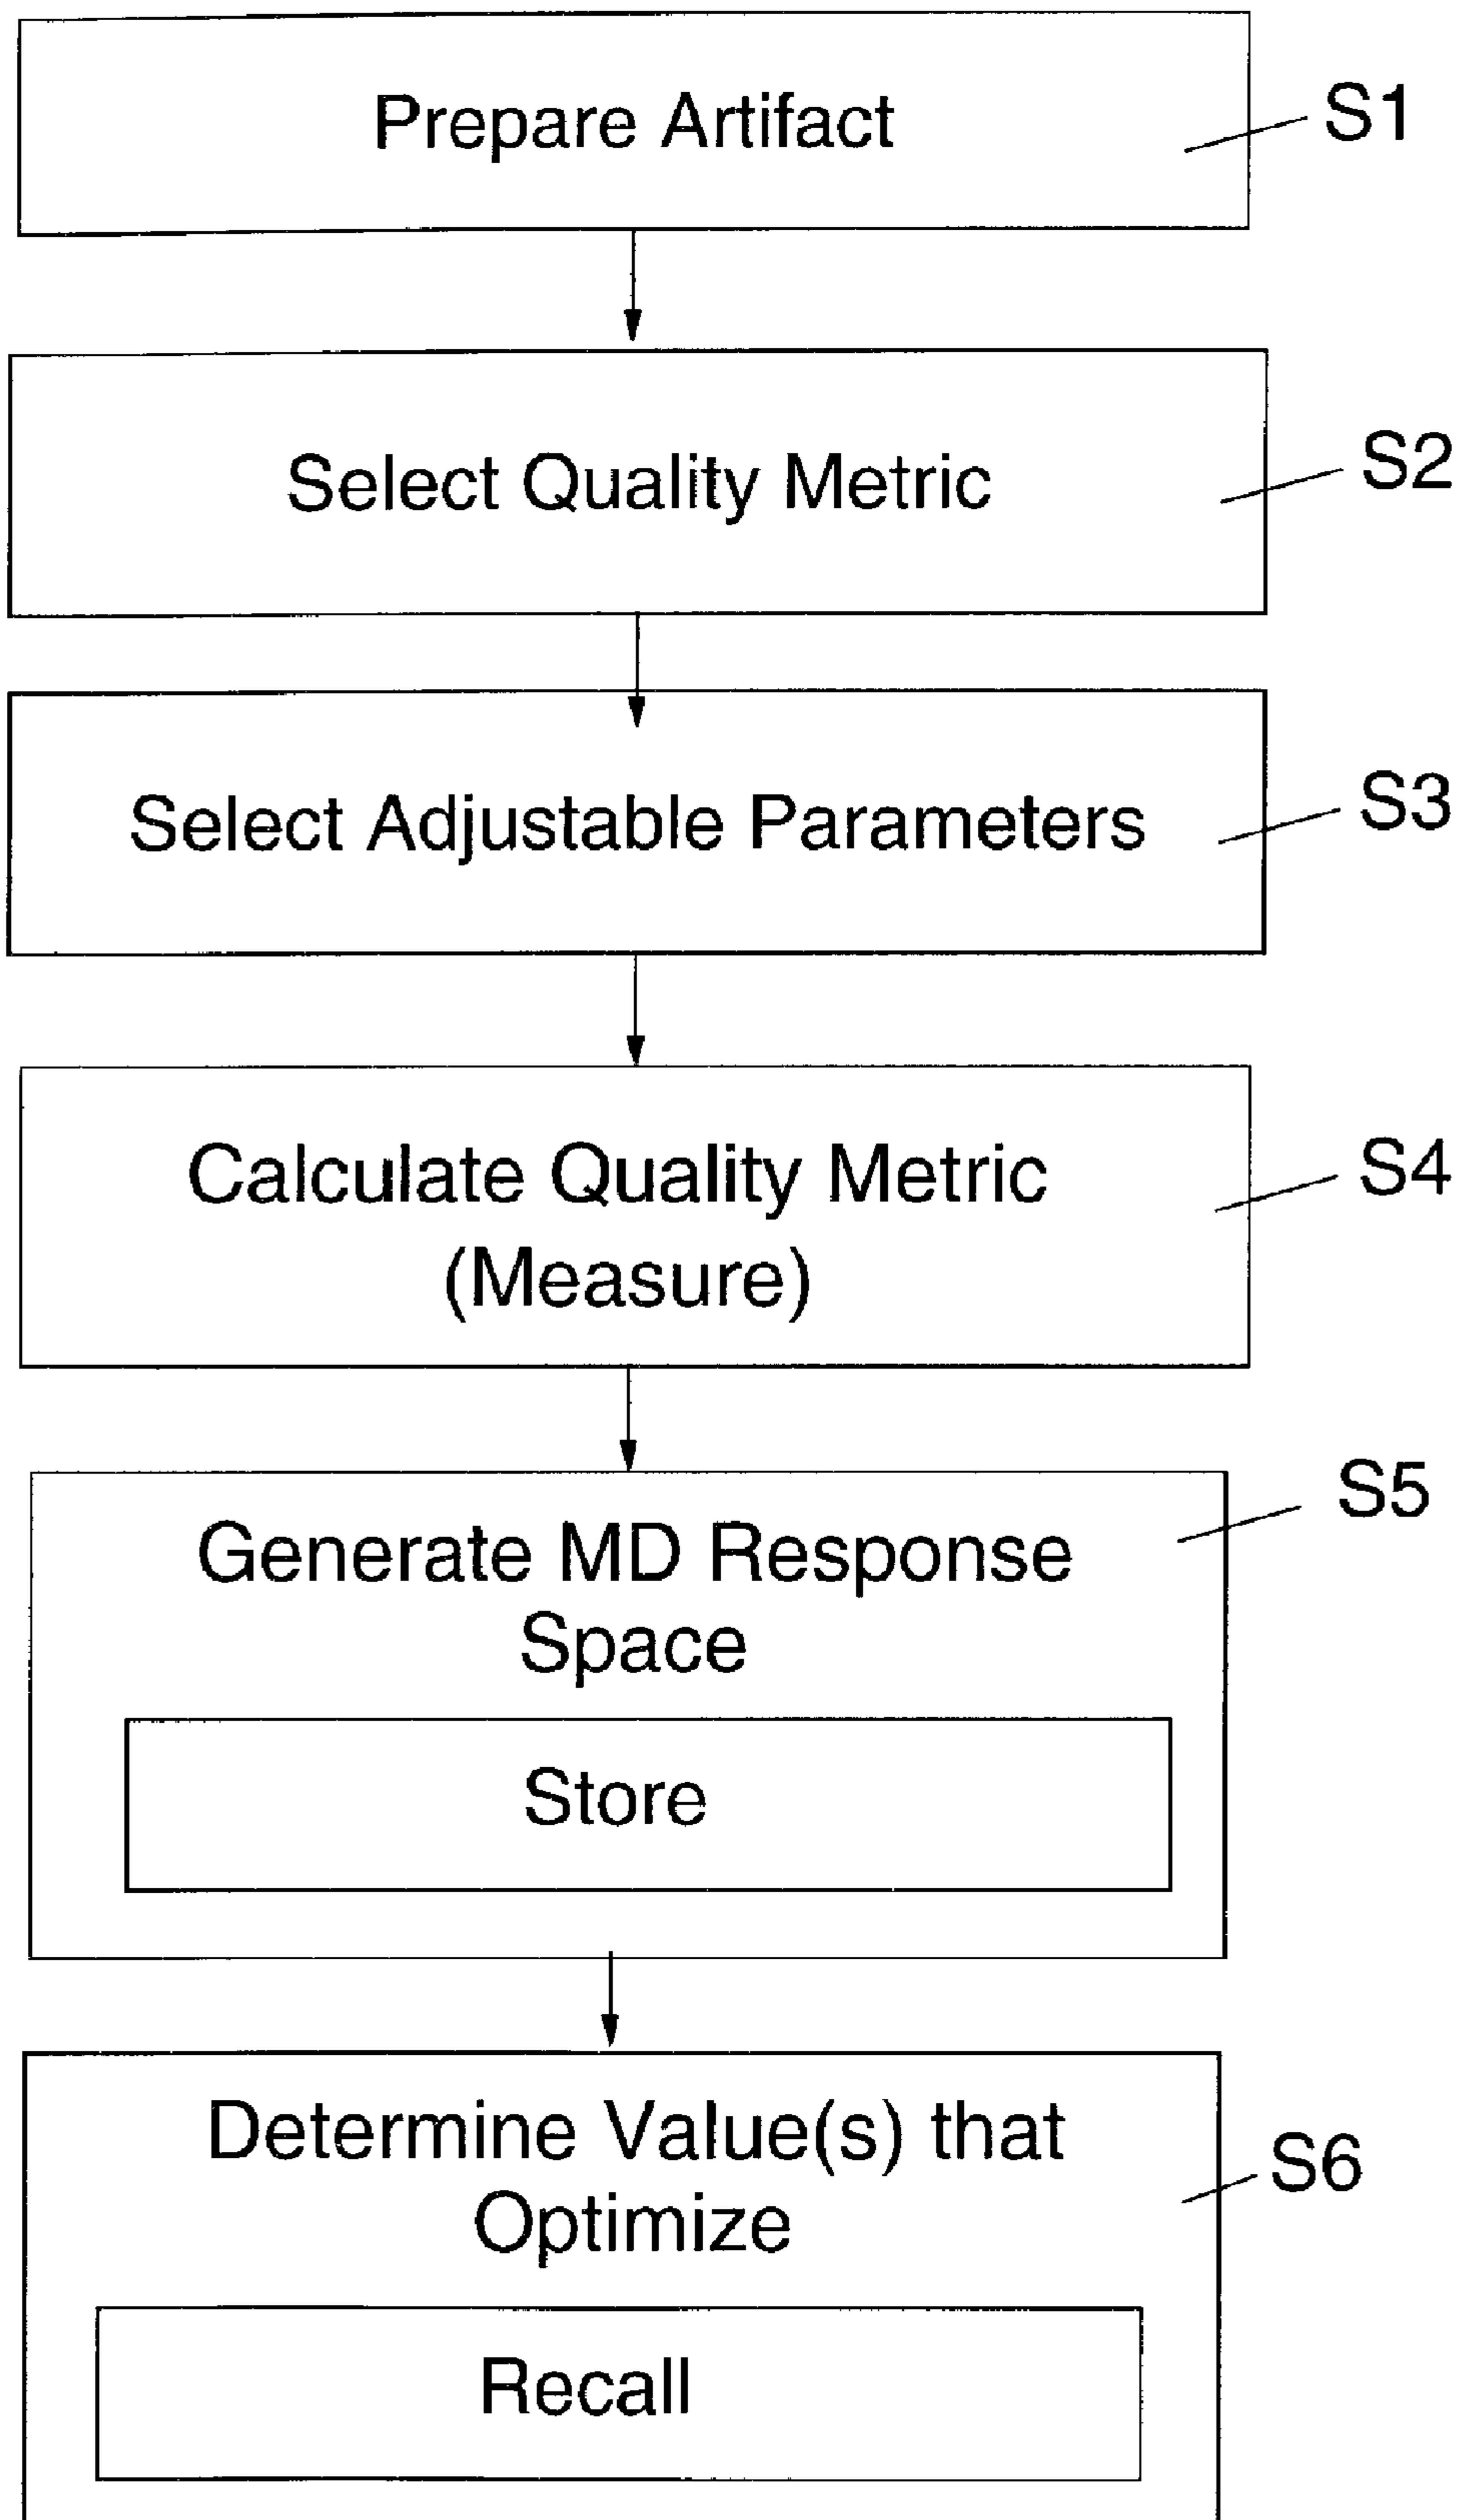 Prepare Artifact
S1
Select Quality Metric
S2
Select Adjustable Parameters
S3
Calculate Quality Metric
(Measure)
S4
Generate MD Response
Space
S5
Store
Determine Value(s) that
Optimize
S6
Recall